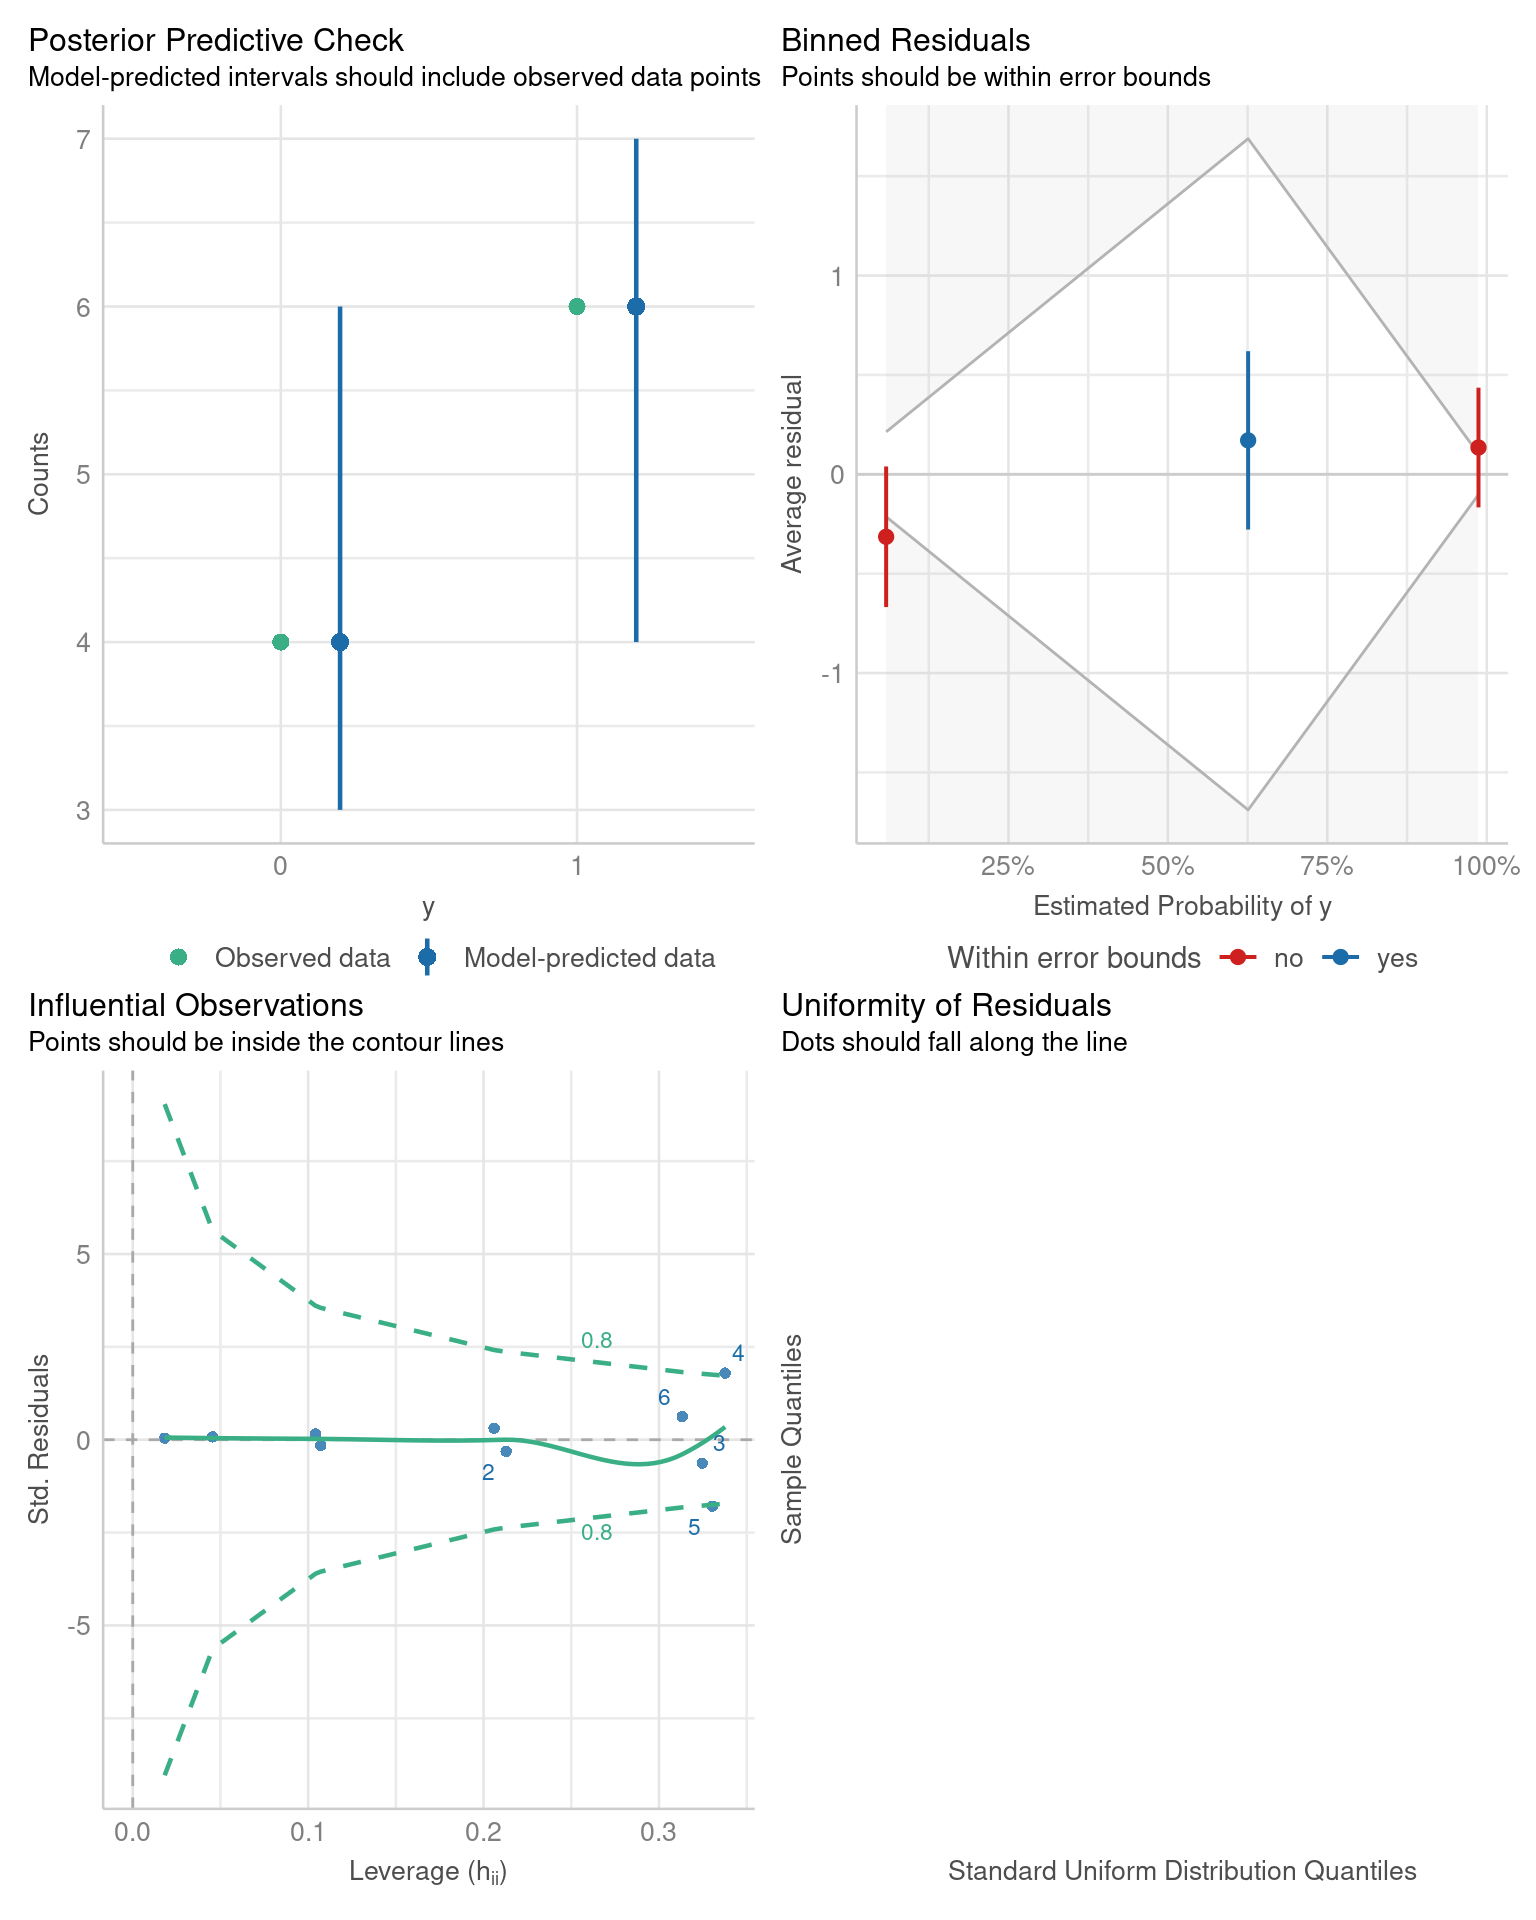 Posterior Predictive Check
Model-predicted intervals should include observed data points
7
6
5
4
3
Counts
0
1
y
Observed data
Model-predicted data
Binned Residuals
Points should be within error bounds
1
0
-1
Average residual
25%
50%
75%
100%
Estimated Probability of y
Within error bounds
no
yes
Influential Observations
Points should be inside the contour lines
5
0
-5
Std. Residuals
0.8
4
6
3
2
5
0.8
0.0
0.1
0.2
0.3
Leverage (hii)
Uniformity of Residuals
Dots should fall along the line
Sample Quantiles
Standard Uniform Distribution Quantiles